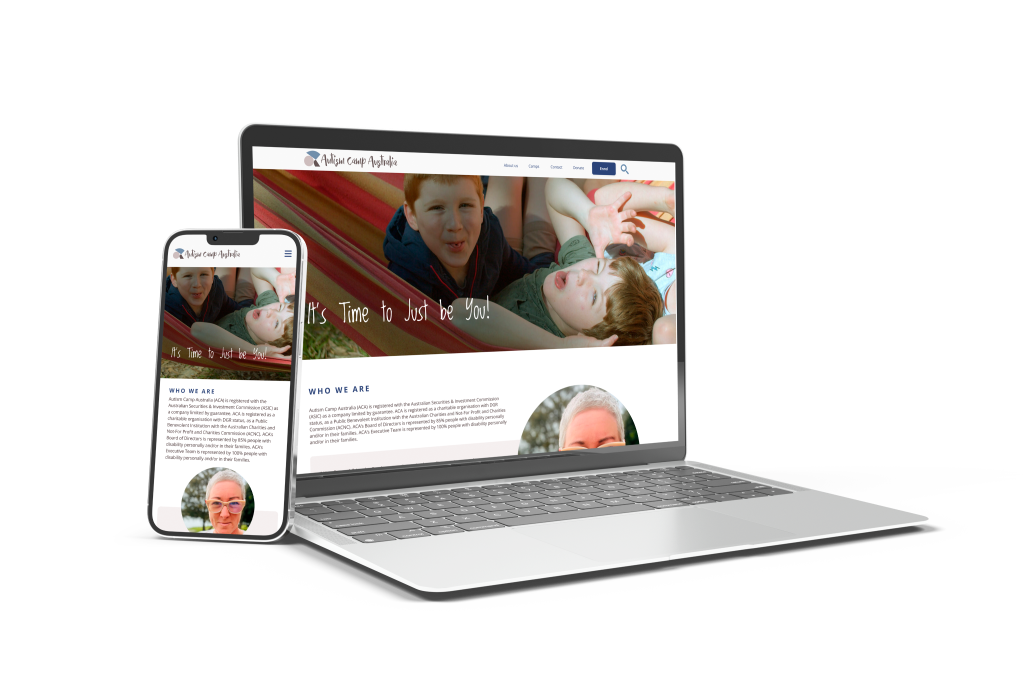 Autism Camp Australia
About Us Camps Contact Donate Enrol
It's Time to Just be You!
WHO WE ARE
Autism Camp Australia (ACA) is registered with the Australian Securities & Investment Commission
(ASIC) as a company limited by guarantee. ACA is registered as a charitable organisation with DGR
status, as a Public Benevolent Institution with the Australian Charities and Not-For Profit and Charities
Commission (ACNC). ACA's Board of Directors is represented by 85% people with disability personally
and/or in their families. ACA's Executive Team is represented by 100% people with disability personally
and/or in their families.
Autism Camp Australia
It's Time to Just be You!
WHO WE ARE
Autism Camp Australia (ACA) is registered with the
Australian Securities & Investment Commission (ASIC) as
a company limited by guarantee. ACA is registered as a
charitable organisation with DGR status, as a Public
Benevolent Institution with the Australian Charities and
Not-For Profit and Charities Commission (ACNC). ACA's
Board of Directors is represented by 85% people with
disability personally and/or in their families. ACA's
Executive Team is represented by 100% people with
disability personally and/or in their families.